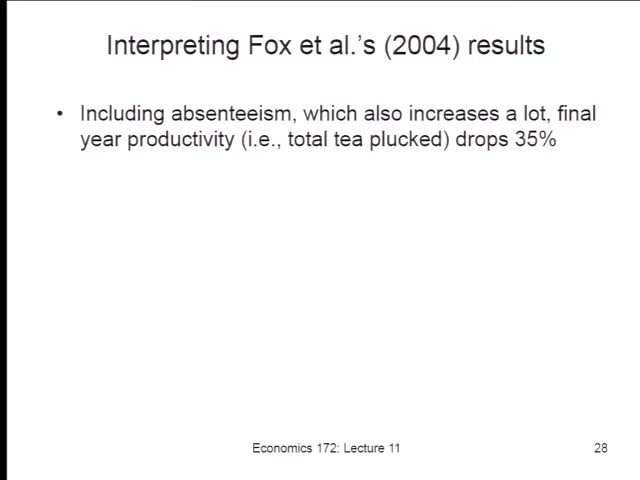 Interpreting Fox et al.'s (2004) results
• Including absenteeism, which also increases a lot, final
year productivity (i.e., total tea plucked) drops 35%
Economics 172: Lecture 11
28